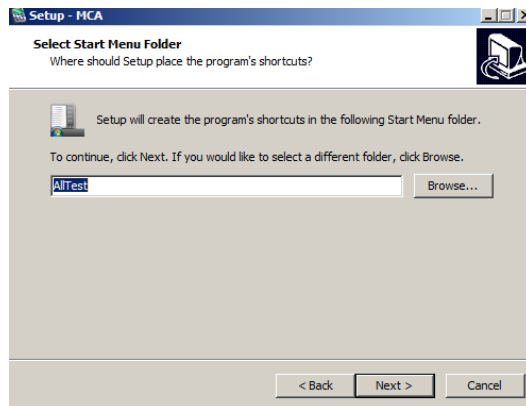 Setup - MCA
Select Start Menu Folder
Where should Setup place the program's shortcuts?
Setup will create the program's shortcuts in the following Start Menu folder.
To continue, click Next. If you would like to select a different folder, click Browse.
AllTest
Browse...
< Back
Next >
Cancel